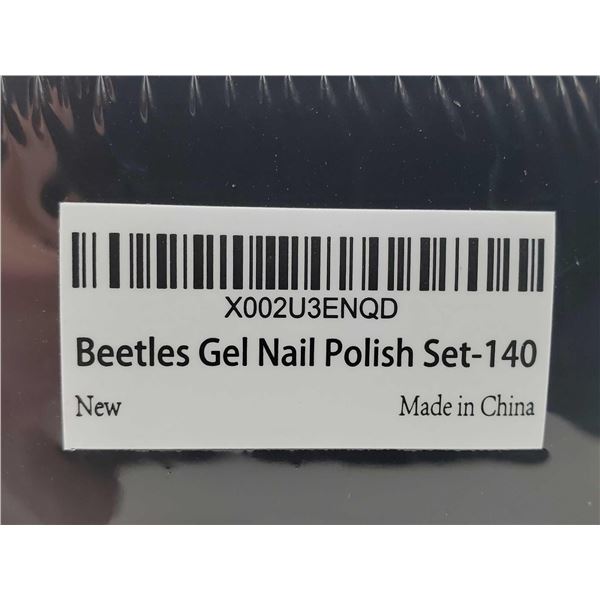 X002U3ENQD
Beetles Gel Nail Polish Set-140
New Made in China